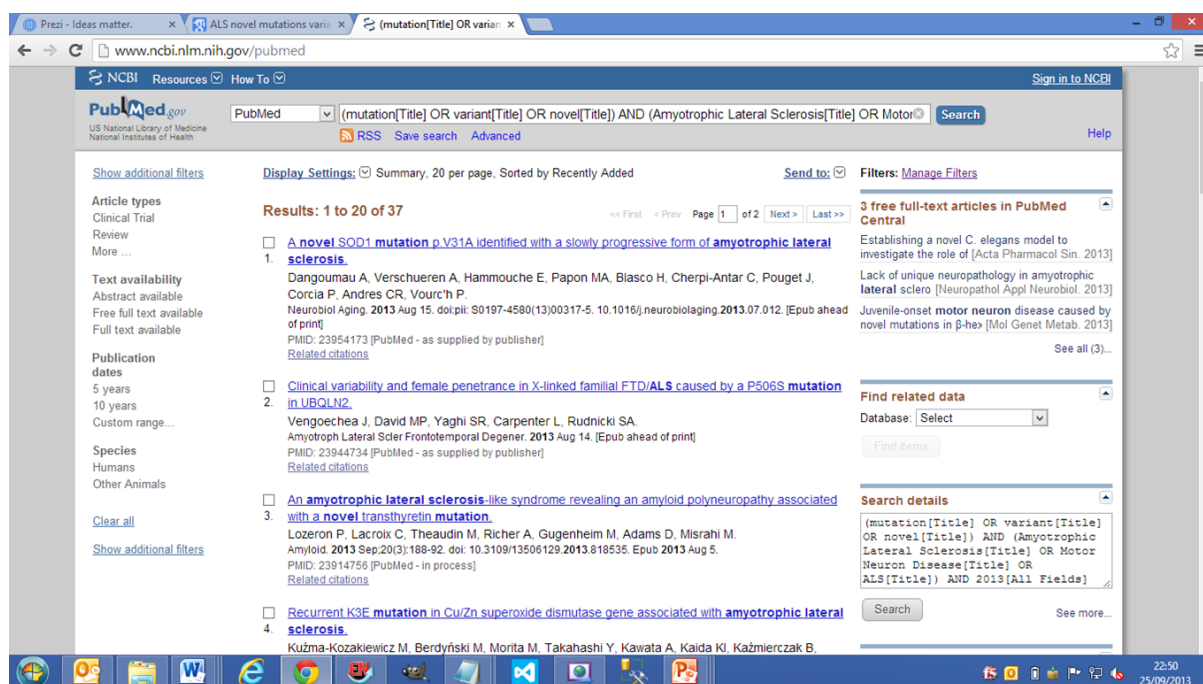 Prezi - Ideas matter.
ALS novel mutations varia
(mutation[Title] OR varian
www.ncbi.nlm.nih.gov/pubmed
NCBI Resources How To
Sign in to NCBI
PubMed.gov
US National Library of Medicine
National Institutes of Health
PubMed
(mutation[Title] OR variant[Title] OR novel[Title]) AND (Amyotrophic Lateral Sclerosis[Title] OR Motor
Search
RSS Save search Advanced
Help
Show additional filters
Article types
Clinical Trial
Review
More ...
Text availability
Abstract available
Free full text available
Full text available
Publication
dates
5 years
10 years
Custom range...
Species
Humans
Other Animals
Clear all
Show additional filters
Display Settings: Summary, 20 per page, Sorted by Recently Added
Send to:
Results: 1 to 20 of 37
<< First < Prev Page 1 of 2 Next > Last >>
A novel SOD1 mutation p.V31A identified with a slowly progressive form of amyotrophic lateral
1. sclerosis.
Dangoumau A, Verschueren A, Hammouche E, Papon MA, Blasco H, Cherpi-Antar C, Pouget J,
Corcia P, Andres CR, Vourc'h P.
Neurobiol Aging. 2013 Aug 15. doi:pii: S0197-4580(13)00317-5. 10.1016/j.neurobiolaging.2013.07.012. [Epub ahead
of print]
PMID: 23954173 [PubMed - as supplied by publisher]
Related citations
Clinical variability and female penetrance in X-linked familial FTD/ALS caused by a P506S mutation
2. in UBQLN2.
Vengoechea J, David MP, Yaghi SR, Carpenter L, Rudnicki SA.
Amyotroph Lateral Scler Frontotemporal Degener. 2013 Aug 14. [Epub ahead of print]
PMID: 23944734 [PubMed - as supplied by publisher]
Related citations
An amyotrophic lateral sclerosis-like syndrome revealing an amyloid polyneuropathy associated
3. with a novel transthyretin mutation.
Lozeron P, Lacroix C, Theaudin M, Richer A, Gugenheim M, Adams D, Misrahi M.
Amyloid. 2013 Sep;20(3):188-92. doi: 10.3109/13506129.2013.818535. Epub 2013 Aug 5.
PMID: 23914756 [PubMed - in process]
Related citations
Recurrent K3E mutation in Cu/Zn superoxide dismutase gene associated with amyotrophic lateral
4. sclerosis.
Kuźma-Kozakiewicz M, Berdyński M, Morita M, Takahashi Y, Kawata A, Kaida KI, Kaźmierczak B,
Filters: Manage Filters
3 free full-text articles in PubMed
Central
Establishing a novel C. elegans model to
investigate the role of [Acta Pharmacol Sin. 2013]
Lack of unique neuropathology in amyotrophic
lateral sclero [Neuropathol Appl Neurobiol. 2013]
Juvenile-onset motor neuron disease caused by
novel mutations in β-hex [Mol Genet Metab. 2013]
See all (3)...
Find related data
Database: Select
Find items
Search details
(mutation[Title] OR variant[Title]
OR novel[Title]) AND (Amyotrophic
Lateral Sclerosis[Title] OR Motor
Neuron Disease[Title] OR
ALS[Title]) AND 2013[All Fields]
Search
See more...
22:50
25/09/2013